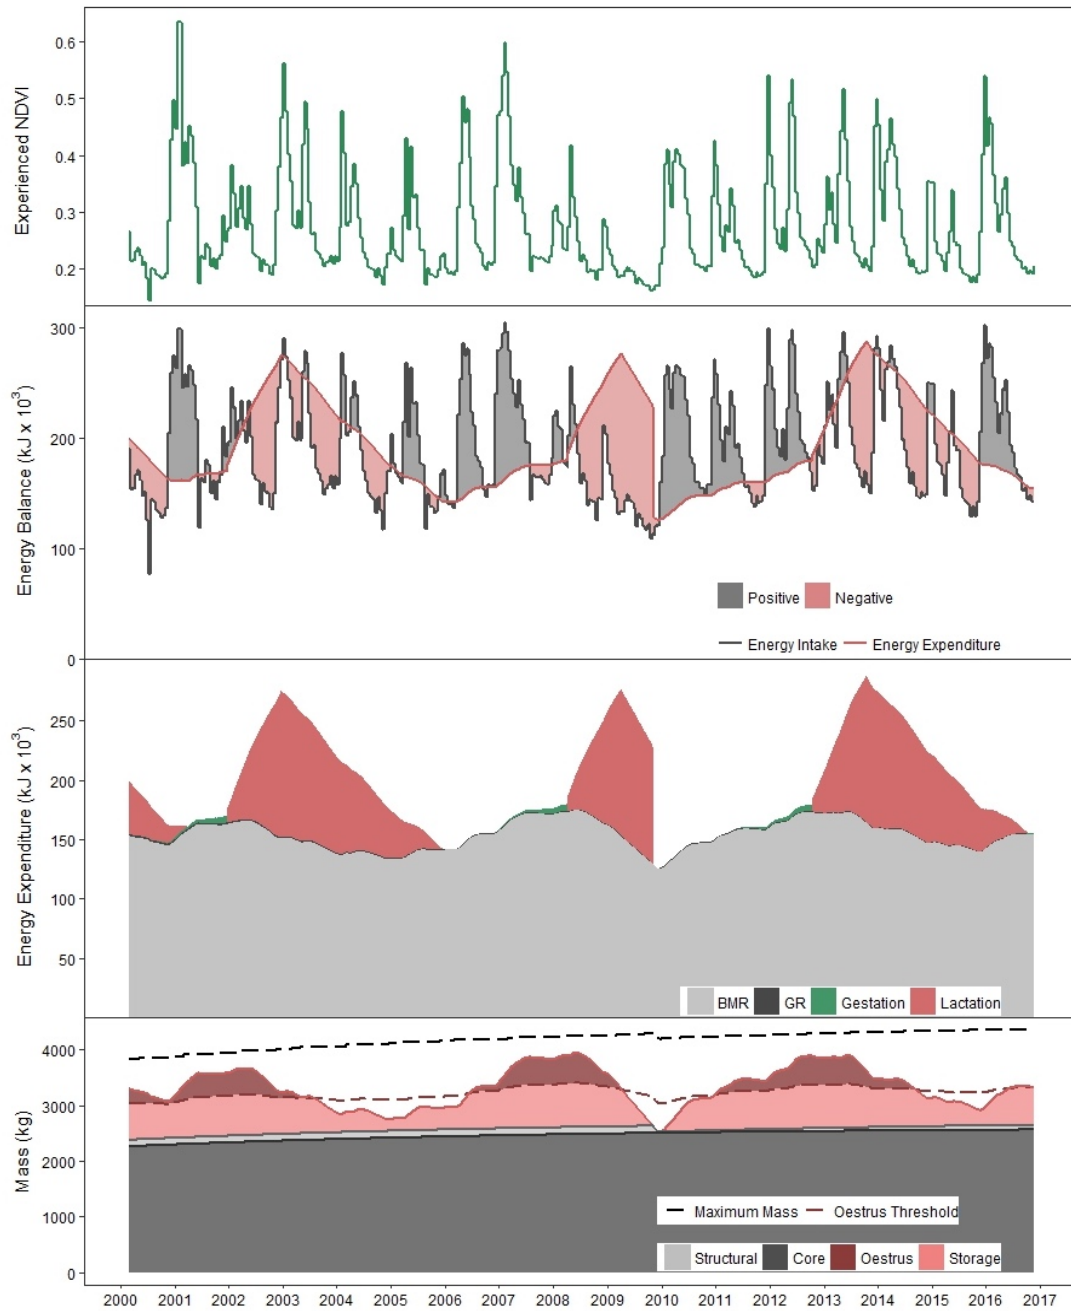 Experienced NDVI
0.6
0.5
0.4
0.3
0.2
Energy Balance (kJ x 10³)
300
200
100
0
Positive Negative
Energy Intake Energy Expenditure
Energy Expenditure (kJ x 10³)
250
200
150
100
50
BMR GR Gestation Lactation
Mass (kg)
4000
3000
2000
1000
0
Maximum Mass Oestrus Threshold
Structural Core Oestrus Storage
2000 2001 2002 2003 2004 2005 2006 2007 2008 2009 2010 2011 2012 2013 2014 2015 2016 2017